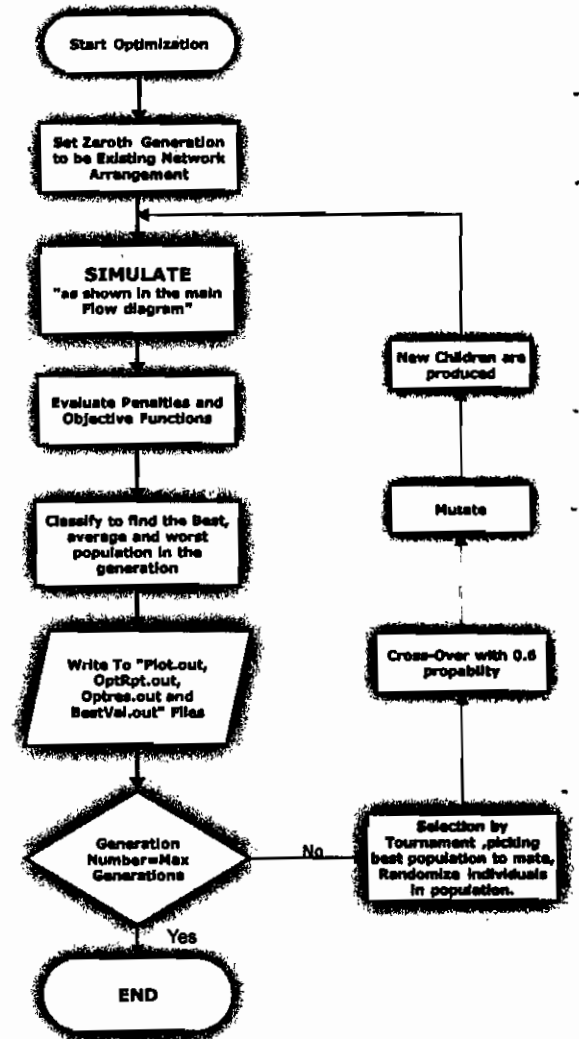 Start Optimization
Set Zeroth Generation
to be Existing Network
Arrangement
SIMULATE
"as shown in the main
Flow diagram"
Evaluate Penalties and
Objective Functions
Classify to find the Best,
average and worst
population in the
generation
Write To "Plot.out,
OptRpt.out,
Optres.out and
BestVal.out" Files
Generation
Number=Max
Generations
No
Yes
END
Selection by
Tournament ,picking
best population to mate,
Randomize individuals
in population.
Cross-Over with 0.6
propability
Mutate
New Children are
produced